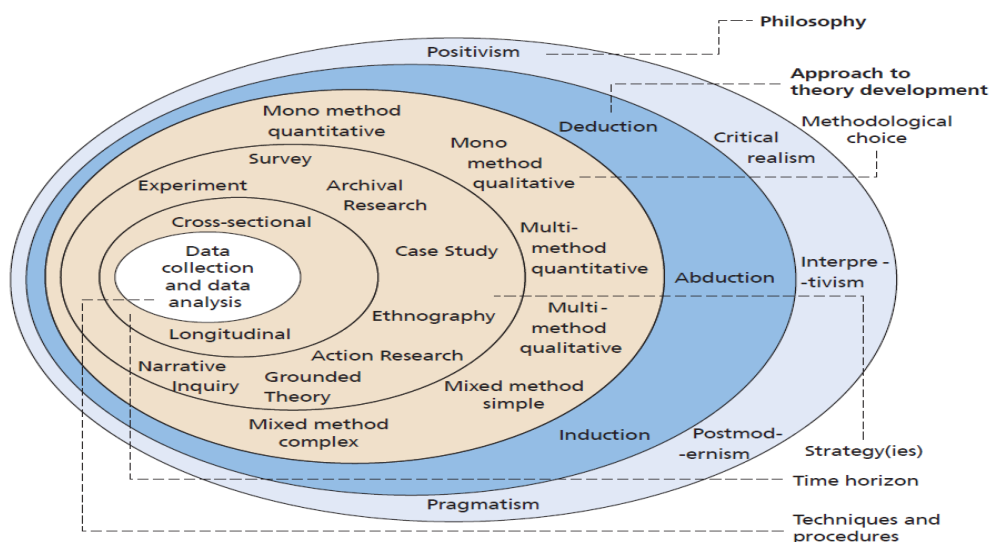 Philosophy
Positivism
Approach to
theory development
Mono method
quantitative
Deduction
Methodological
choice
Critical
realism
Mono
method
qualitative
Survey
Experiment
Archival
Research
Cross-sectional
Data
collection
and data
analysis
Case Study
Multi-
method
quantitative
Abduction
Interpre -
-tivism
Ethnography
Multi-
method
qualitative
Longitudinal
Action Research
Narrative
Inquiry
Grounded
Theory
Mixed method
simple
Mixed method
complex
Induction
Postmod-
-ernism
Strategy(ies)
Time horizon
Pragmatism
Techniques and
procedures